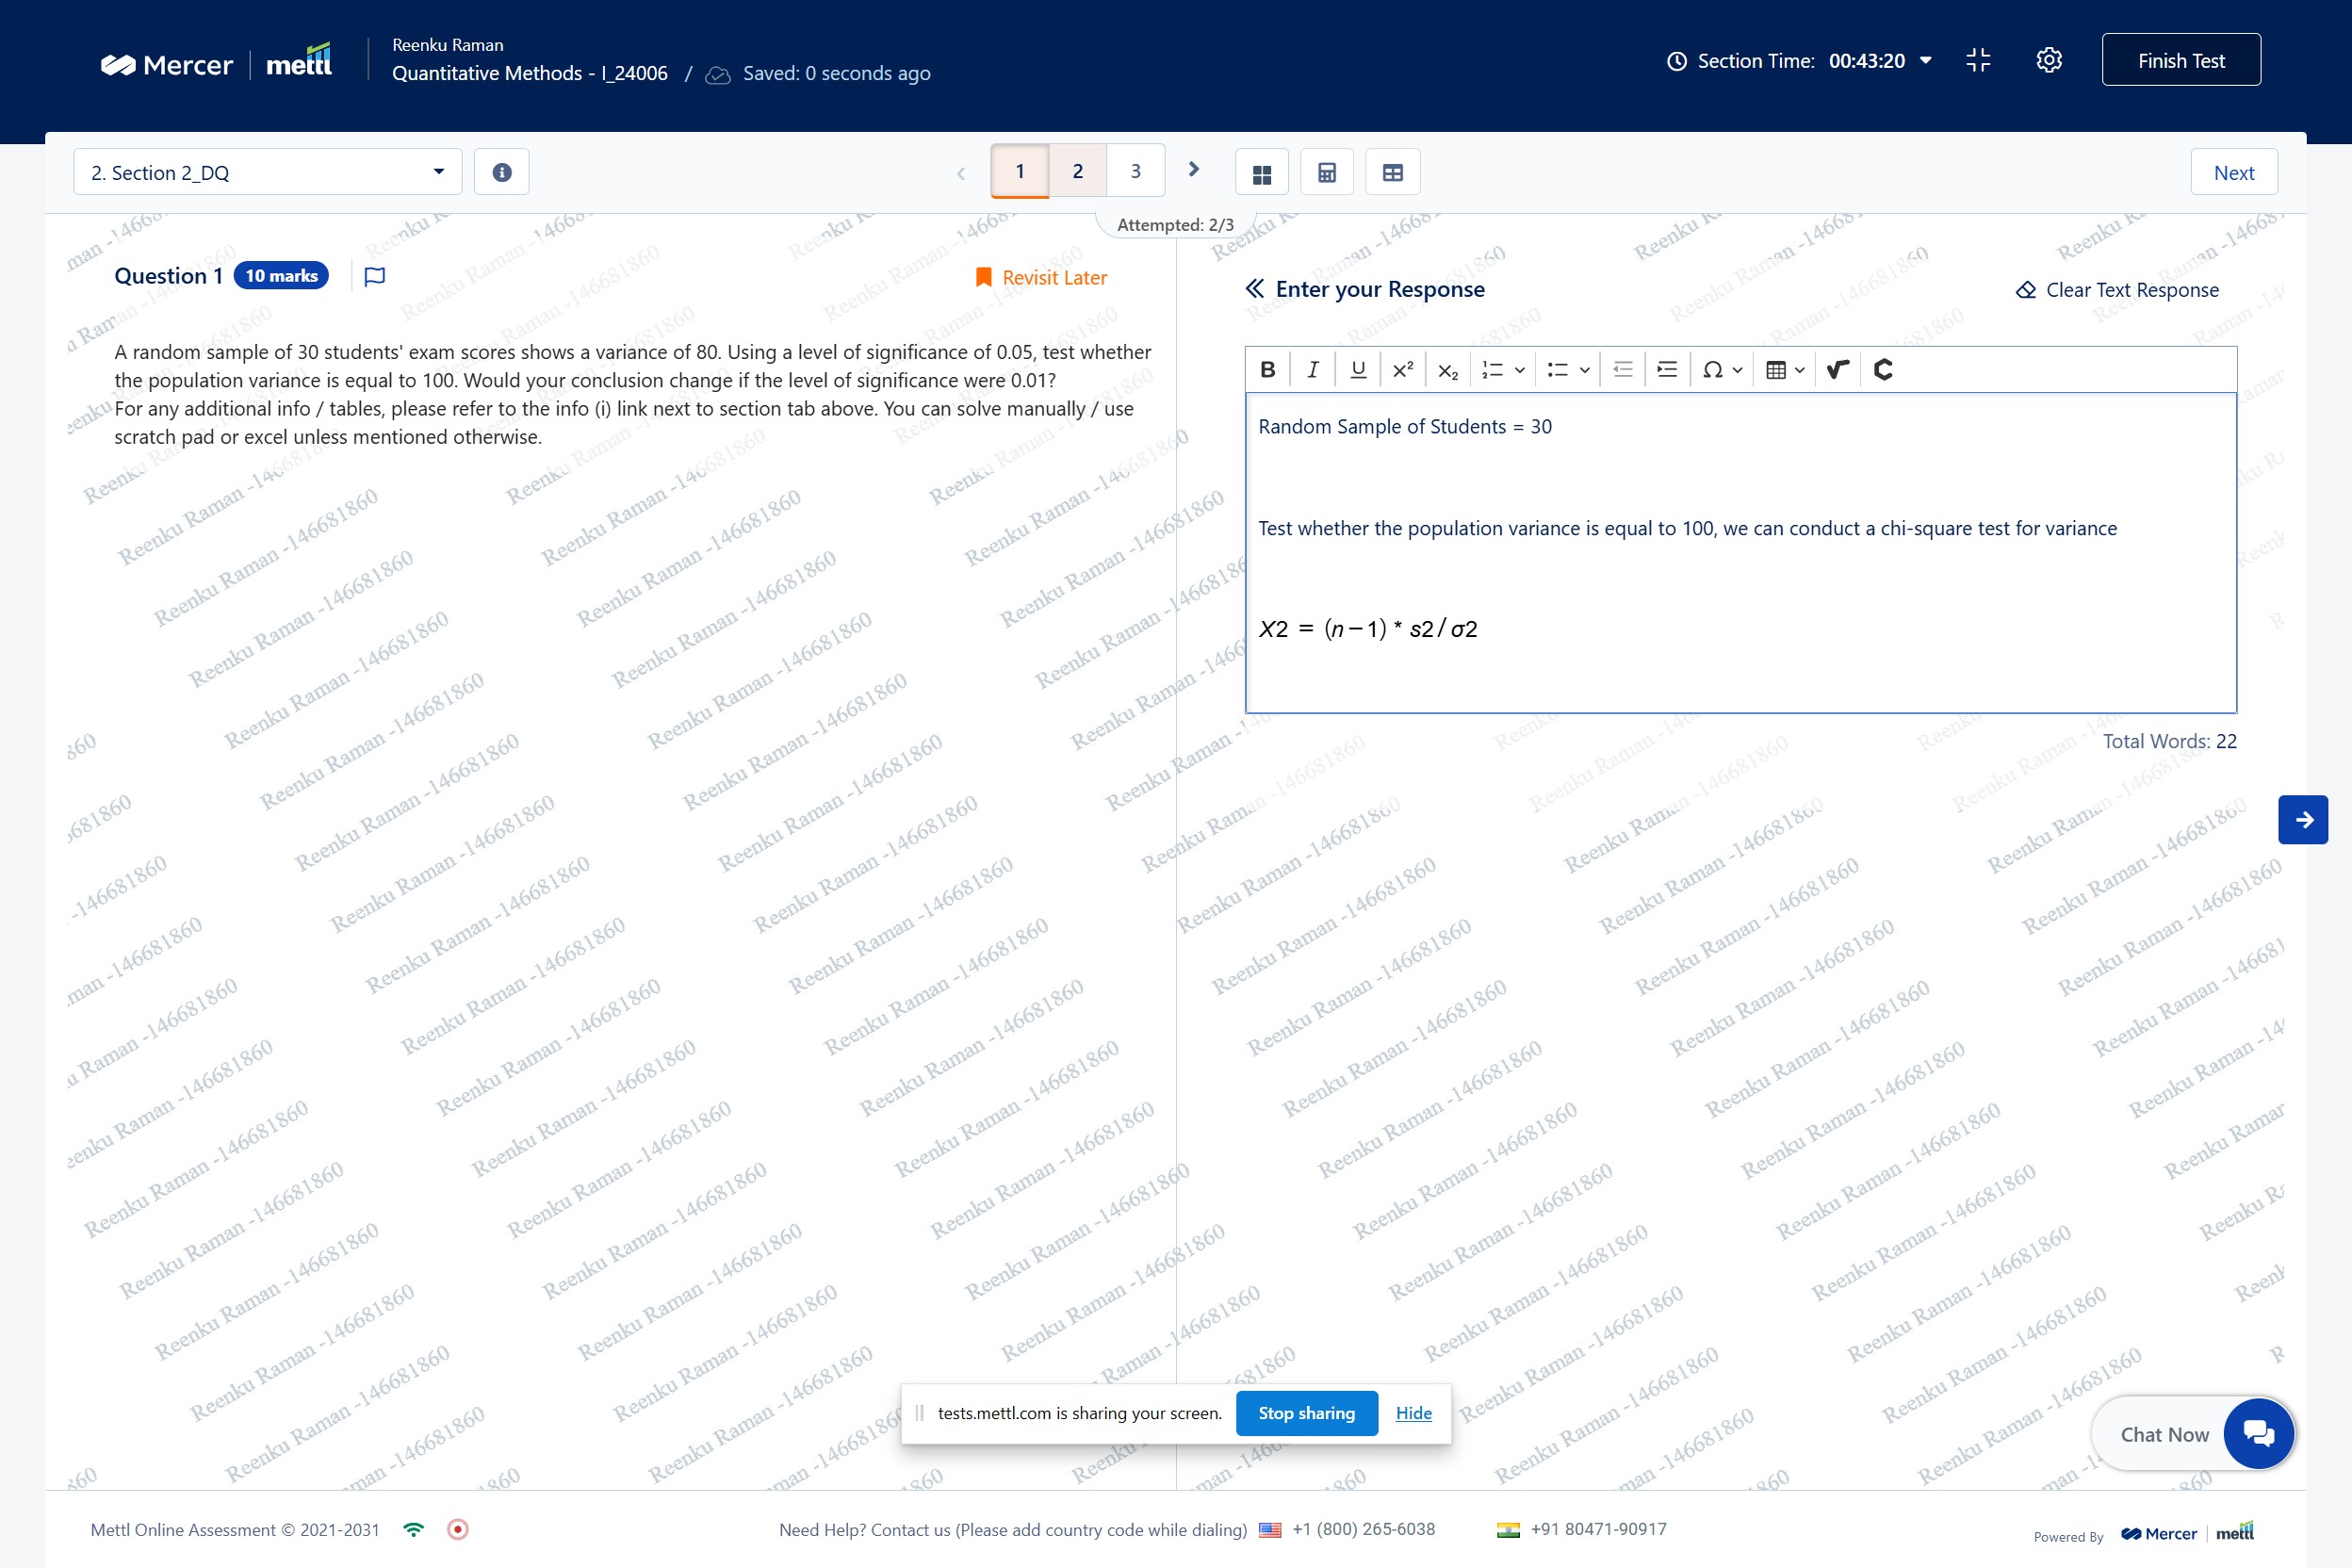 Mercer | mettl
Reenku Raman
Quantitative Methods - I_24006 / Saved: 0 seconds ago
Section Time: 00:43:20
Finish Test
2. Section 2_DQ
1 2 3
Next
Attempted: 2/3
Question 1 10 marks
Revisit Later
A random sample of 30 students' exam scores shows a variance of 80. Using a level of significance of 0.05, test whether
the population variance is equal to 100. Would your conclusion change if the level of significance were 0.01?
For any additional info / tables, please refer to the info (i) link next to section tab above. You can solve manually / use
scratch pad or excel unless mentioned otherwise.
Enter your Response
Clear Text Response
Random Sample of Students = 30
Test whether the population variance is equal to 100, we can conduct a chi-square test for variance
X2 = (n−1) * s2/σ2
Total Words: 22
Reenku Raman -146681860
tests.mettl.com is sharing your screen. Stop sharing Hide
Chat Now
Mettl Online Assessment © 2021-2031
Need Help? Contact us (Please add country code while dialing) +1 (800) 265-6038 +91 80471-90917
Powered By Mercer | mettl